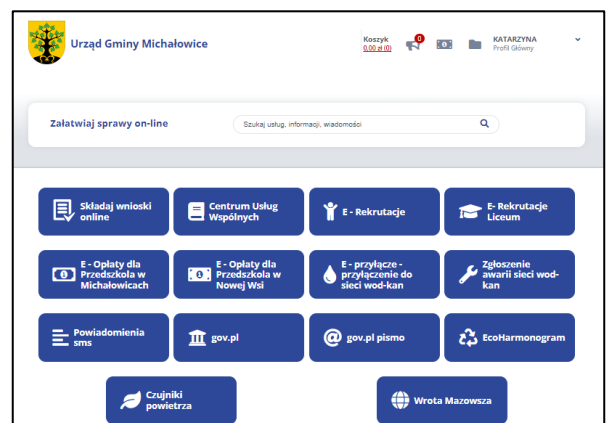 Urząd Gminy Michałowice
Koszyk
0,00 zł (0)
0
KATARZYNA
Profil Główny
Załatwiaj sprawy on-line
Szukaj usług, informacji, wiadomości
Składaj wnioski
online
Centrum Usług
Wspólnych
E - Rekrutacje
E- Rekrutacje
Liceum
E - Opłaty dla
Przedszkola w
Michałowicach
E - Opłaty dla
Przedszkola w
Nowej Wsi
E - przyłącze -
przyłączenie do
sieci wod-kan
Zgłoszenie
awarii sieci wod-
kan
Powiadomienia
sms
gov.pl
gov.pl pismo
EcoHarmonogram
Czujniki
powietrza
Wrota Mazowsza